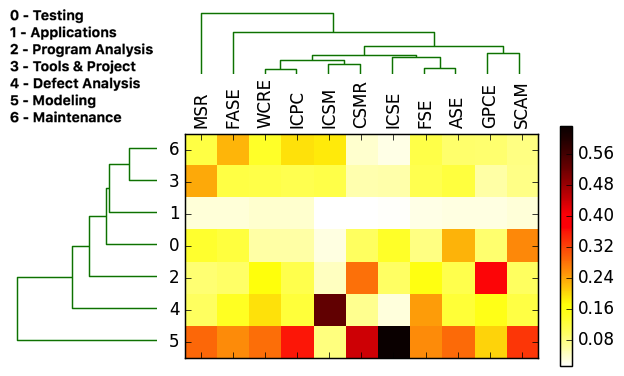 0 - Testing
1 - Applications
2 - Program Analysis
3 - Tools & Project
4 - Defect Analysis
5 - Modeling
6 - Maintenance
MSR
FASE
WCRE
ICPC
ICSM
CSMR
ICSE
FSE
ASE
GPCE
SCAM
6
3
1
0
2
4
5
0.56
0.48
0.40
0.32
0.24
0.16
0.08